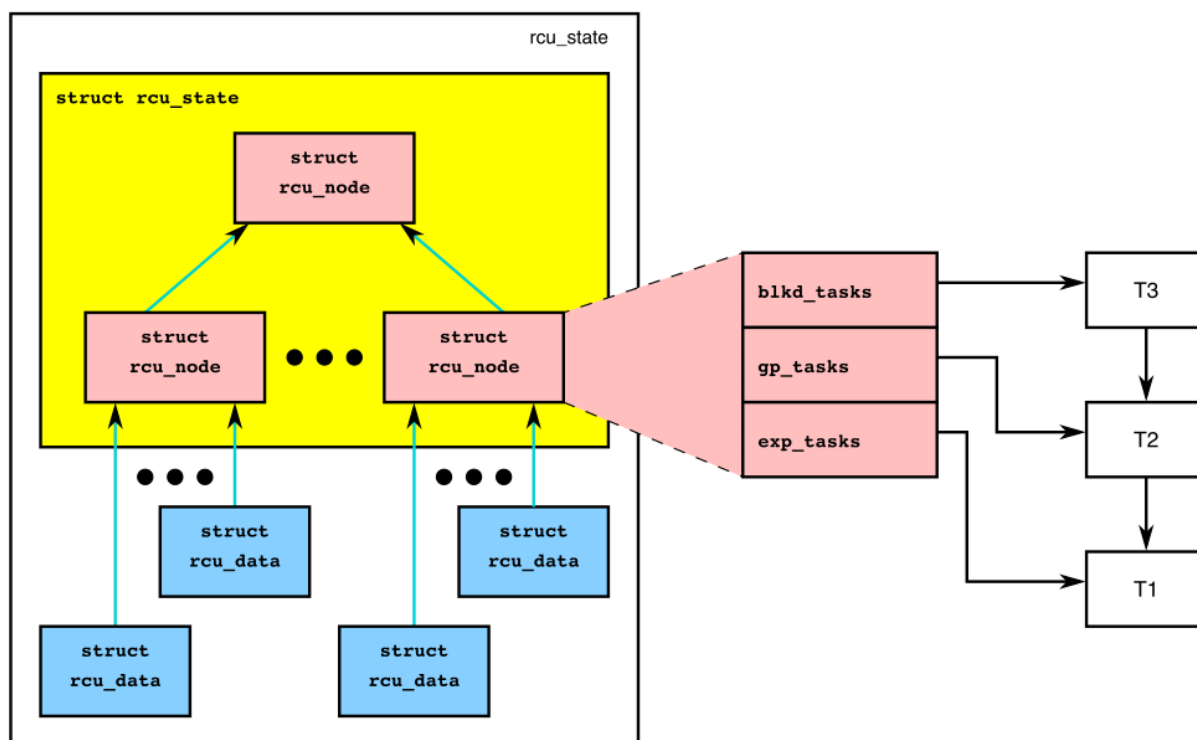 rcu_state
struct rcu_state
struct
rcu_node
struct
rcu_node
struct
rcu_node
blkd_tasks
gp_tasks
exp_tasks
T3
T2
T1
struct
rcu_data
struct
rcu_data
struct
rcu_data
struct
rcu_data